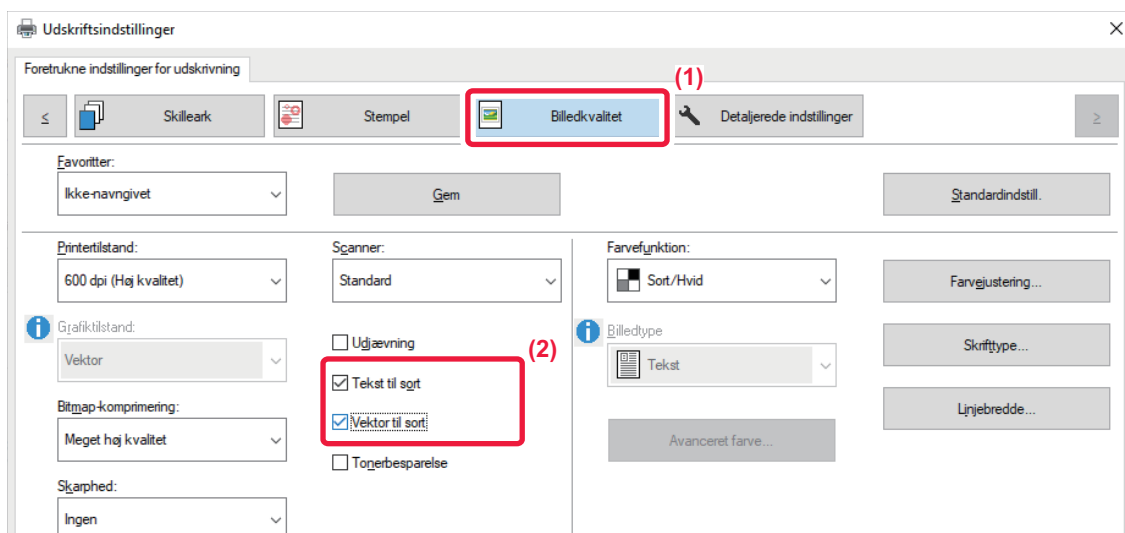 Udskriftsindstillinger
Foretrukne indstillinger for udskrivning
(1)
< Skilleark Stempel Billedkvalitet Detaljerede indstillinger >
Favoritter:
Ikke-navngivet Gem Standardindstill.
Printertilstand: Scanner: Farvefunktion:
600 dpi (Høj kvalitet) Standard Sort/Hvid Farvejustering...
Grafiktilstand: Billedtype
Udjævning (2)
Vektor Tekst Skrifttype...
Tekst til sort
Bitmap-komprimering: Linjebredde...
Vektor til sort
Meget høj kvalitet Avanceret farve...
Tonerbesparelse
Skarphed:
Ingen